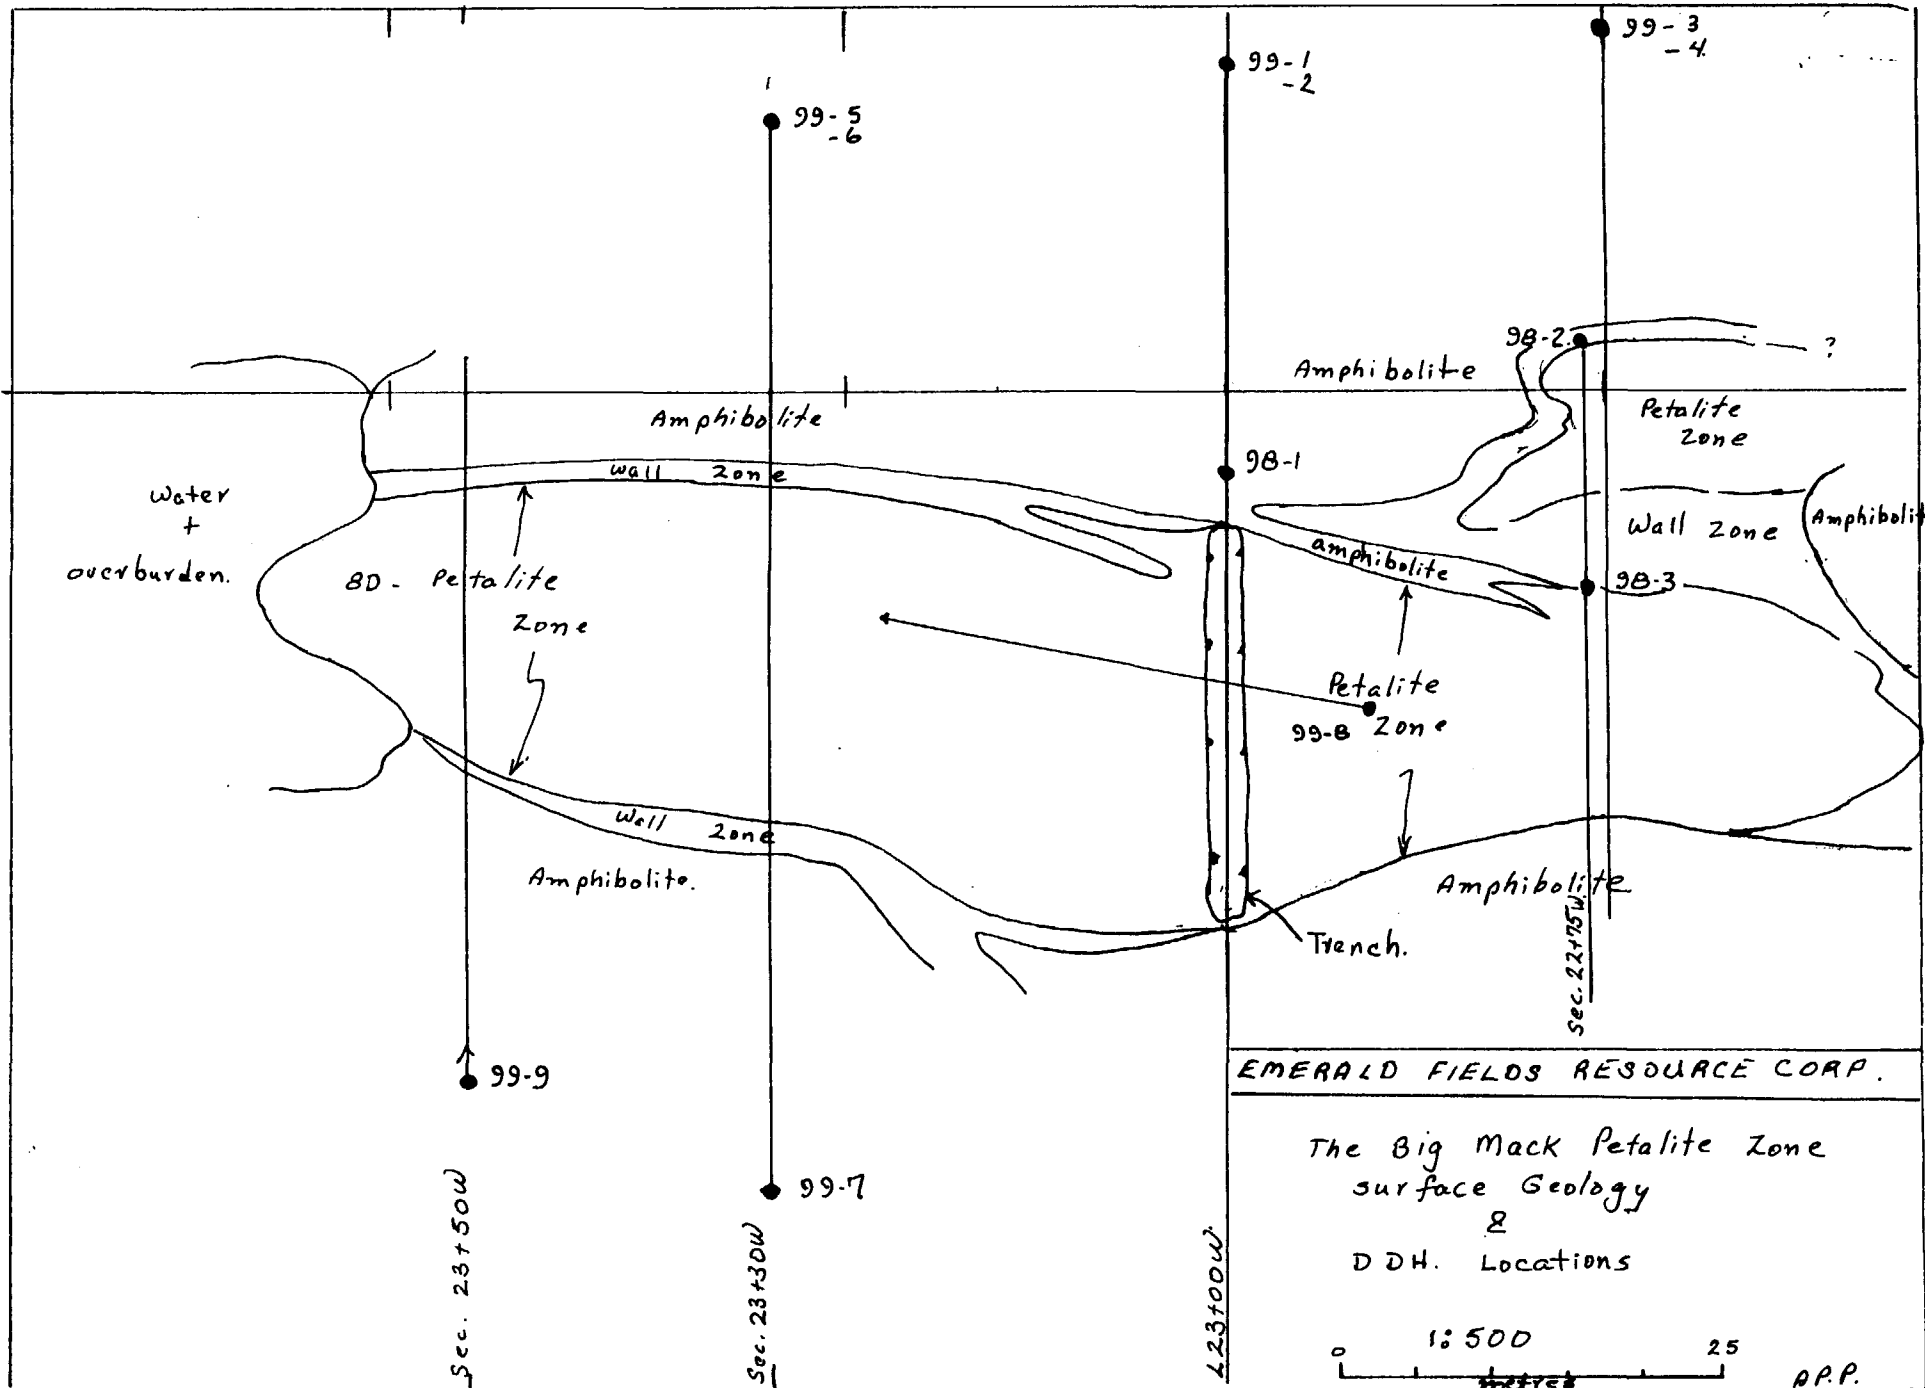 99-3
-4
99-1
-2
99-5
-6
98-2
?
Amphibolite
Petalite
Zone
Amphibolite
Wall Zone
98-1
Water
+
overburden.
Wall Zone
Amphibolit
amphibolite
8D- Petalite
Zone
98-3
Petalite
Zone
99-8
Wall Zone
Amphibolite.
Amphibolite
Trench.
Sec. 22+75W.
99-9
99-7
Sec. 23+50W
Sec. 23+30W
L23+00W.
EMERALD FIELDS RESOURCE CORP.
The Big Mack Petalite Zone
surface Geology
&
DDH. Locations
1:500
0 25
metres